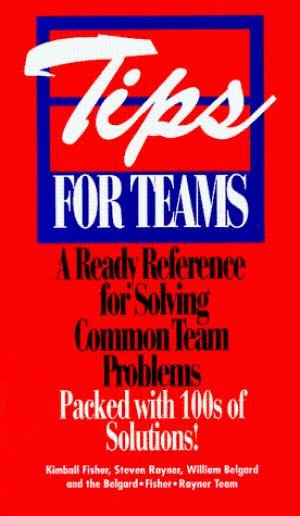 Tips
FOR TEAMS
A Ready Reference
for Solving
Common Team
Problems
Packed with 100s of
Solutions!
Kimball Fisher, Steven Rayner, William Belgard
and the Belgard•Fisher•Rayner Team